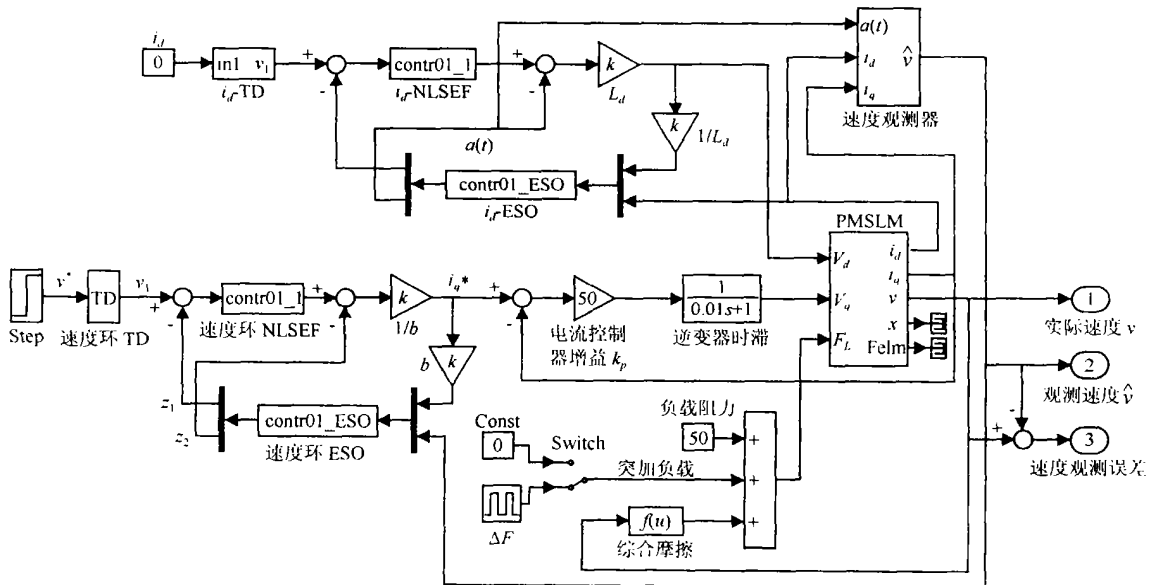 i_d
0
in1 v₁
i_d-TD
+
-
contr01_1
i_d-NLSEF
+
-
k
L_d
k
1/L_d
a(t)
contr01_ESO
i_d-ESO
a(t)
i_d
i_q
v̂
速度观测器
PMSLM
V_d
V_q
F_L
i_d
i_q
v
x
Felm
Step
v*
TD
速度环 TD
v₁
+
-
contr01_1
速度环 NLSEF
+
-
k
1/b
i_q*
b
k
+
-
50
电流控制
器增益 k_p
1
0.01s+1
逆变器时滞
z₁
z₂
contr01_ESO
速度环 ESO
Const
0
Switch
ΔF
突加负载
负载阻力
50
+
+
+
f(u)
综合摩擦
1
实际速度 v
2
观测速度 v̂
-
+
3
速度观测误差